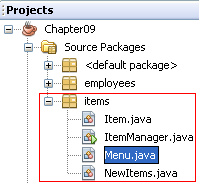 Projects
Chapter09
Source Packages
<default package>
employees
items
Item.java
ItemManager.java
Menu.java
NewItems.java